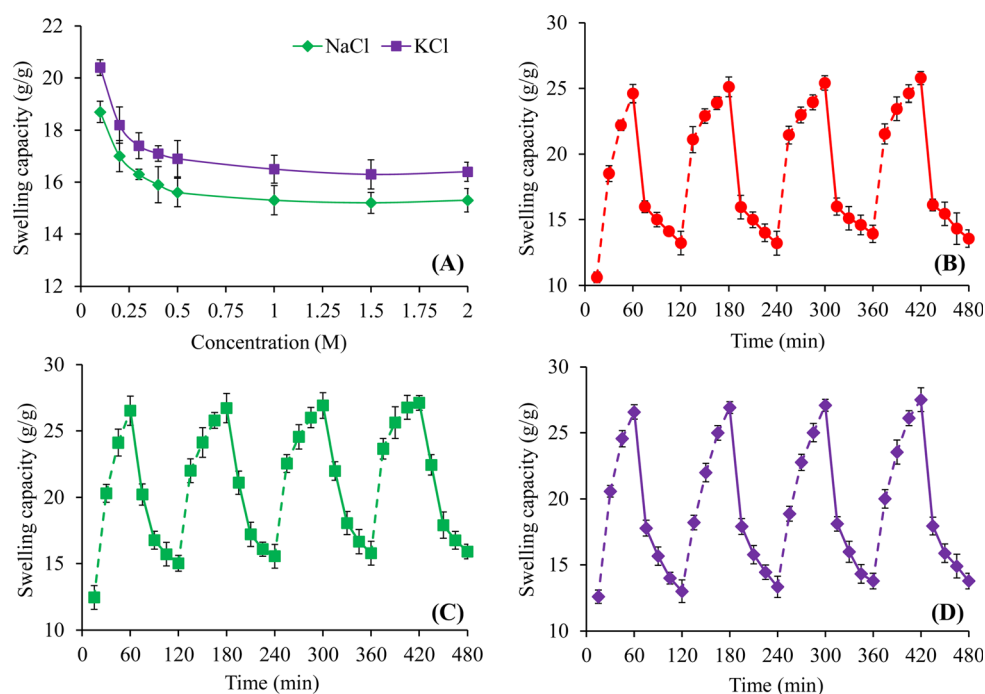 22
20
18
16
14
12
Swelling capacity (g/g)
NaCl KCl
(A)
0 0.25 0.5 0.75 1 1.25 1.5 1.75 2
Concentration (M)
30
25
20
15
10
Swelling capacity (g/g)
(B)
0 60 120 180 240 300 360 420 480
Time (min)
30
25
20
15
10
Swelling capacity (g/g)
(C)
0 60 120 180 240 300 360 420 480
Time (min)
30
25
20
15
10
Swelling capacity (g/g)
(D)
0 60 120 180 240 300 360 420 480
Time (min)